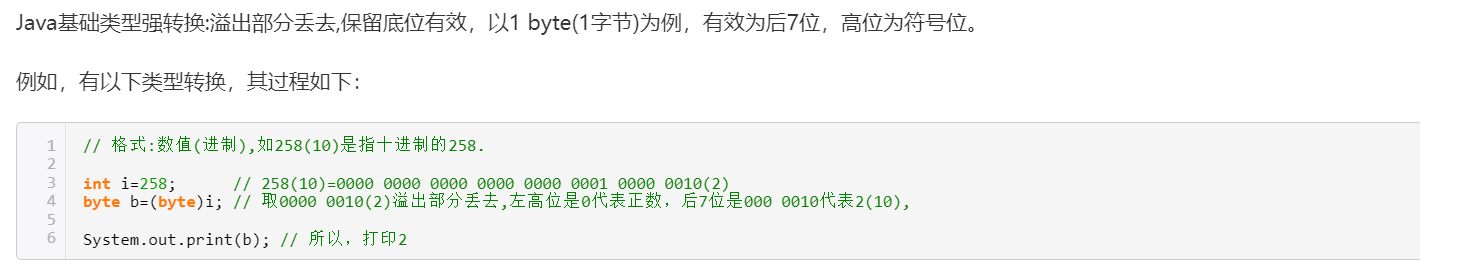 Java基础类型强转换:溢出部分丢去,保留底位有效，以1 byte(1字节)为例，有效为后7位，高位为符号位。
例如，有以下类型转换，其过程如下：
1 // 格式:数值(进制),如258(10)是指十进制的258.
2
3 int i=258;      // 258(10)=0000 0000 0000 0000 0000 0001 0000 0010(2)
4 byte b=(byte)i; // 取0000 0010(2)溢出部分丢去,左高位是0代表正数，后7位是000 0010代表2(10),
5
6 System.out.print(b); // 所以，打印2